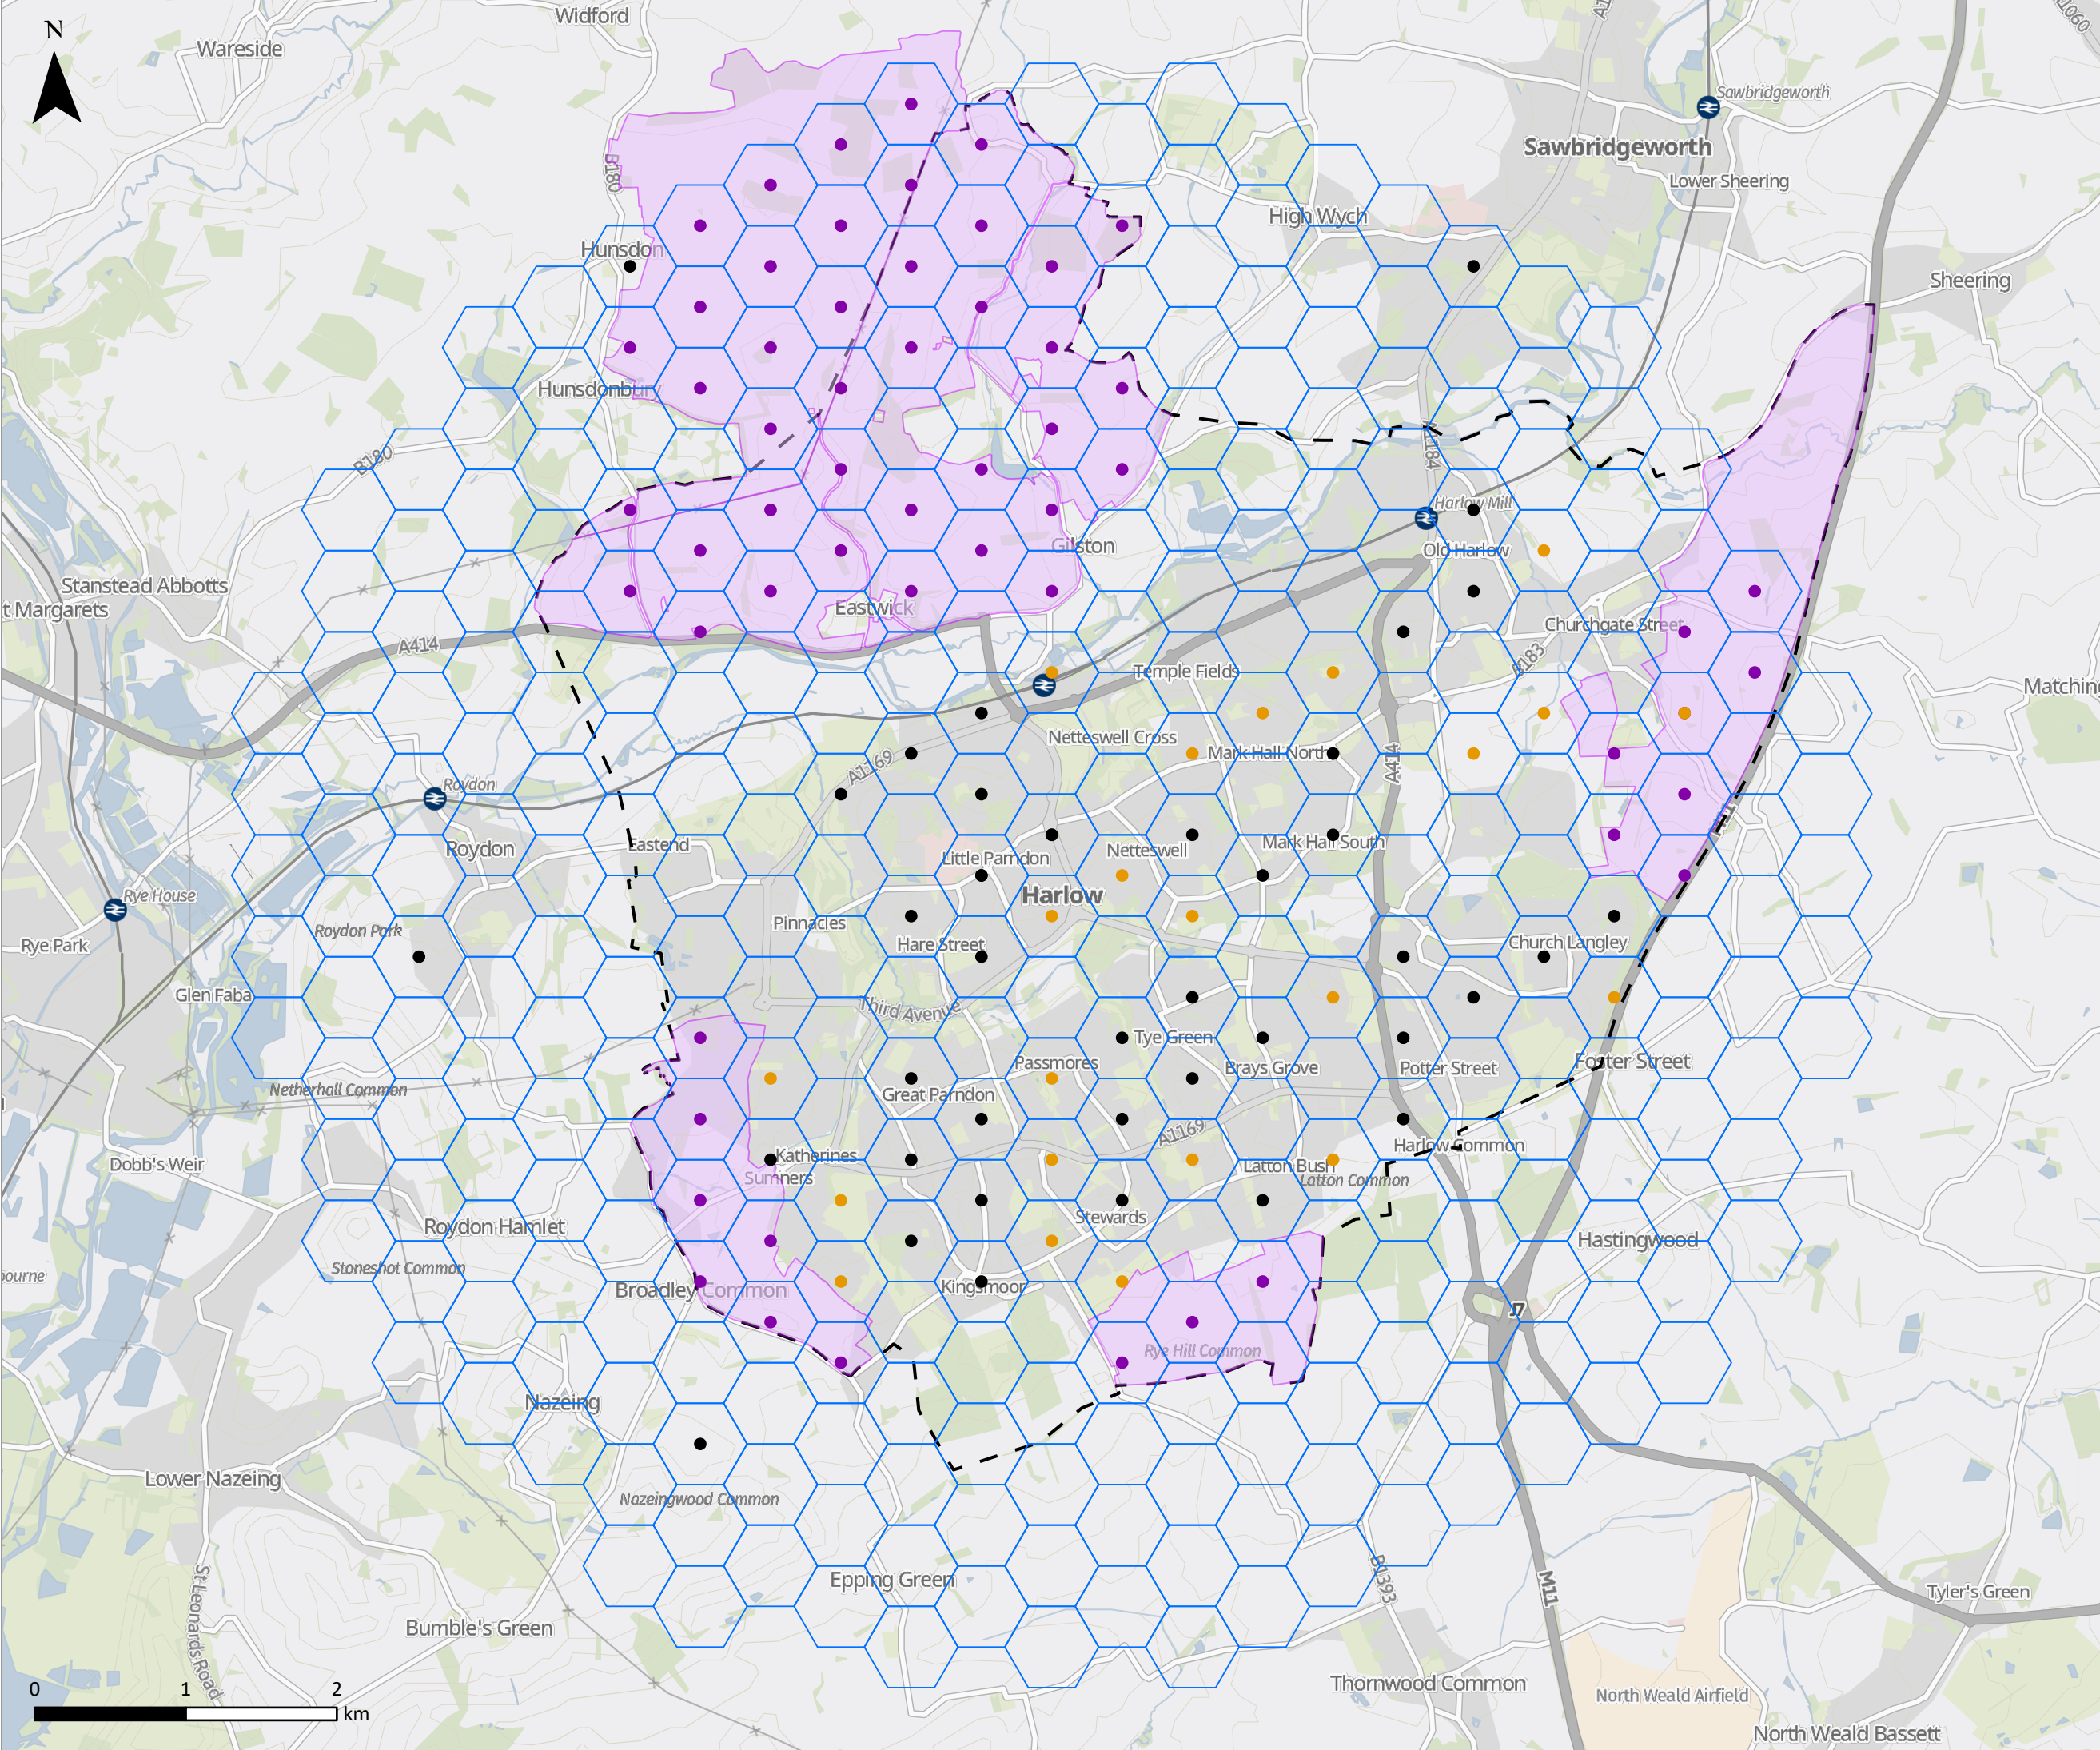 Widford
N
Wareside
A1
1060
Sawbridgeworth
Sawbridgeworth
B180
Lower Sheering
High Wych
Hunsdon
Sheering
Hunsdonbury
A1184
B180
Harlow Mill
Gilston
Old Harlow
Stanstead Abbotts
t Margarets
Eastwick
Churchgate Street
A414
B183
Temple Fields
Matching
Netteswell Cross
Mark Hall North
A1169
A414
Roydon
M11
Eastend
Mark Hall South
Roydon
Little Parndon
Netteswell
Rye House
Harlow
Pinnacles
Roydon Park
Hare Street
Church Langley
Rye Park
Glen Faba
Third Avenue
Tye Green
Passmores
Foster Street
Brays Grove
Potter Street
Netherhall Common
Great Parndon
A1169
Harlow Common
Katherines
Dobb's Weir
Latton Bush
Sumners
Latton Common
Stewards
Roydon Hamlet
Hastingwood
Stoneshot Common
bourne
Broadley Common
Kingsmoor
J7
Rye Hill Common
Nazeing
Lower Nazeing
Nazeingwood Common
Epping Green
B1393
M11
Tyler's Green
St Leonards Road
Bumble's Green
Thornwood Common
0 1 2
km
North Weald Airfield
North Weald Bassett